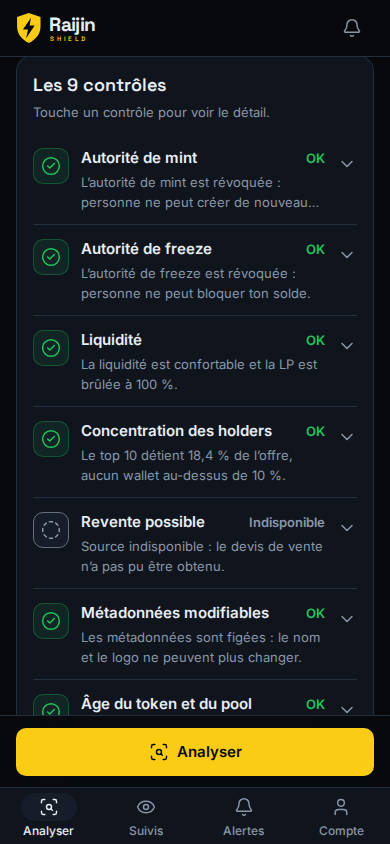 Raijin
SHIELD
Les 9 contrôles
Touche un contrôle pour voir le détail.
Autorité de mint OK
L'autorité de mint est révoquée :
personne ne peut créer de nouveau...
Autorité de freeze OK
L'autorité de freeze est révoquée :
personne ne peut bloquer ton solde.
Liquidité OK
La liquidité est confortable et la LP est
brûlée à 100 %.
Concentration des holders OK
Le top 10 détient 18,4 % de l'offre,
aucun wallet au-dessus de 10 %.
Revente possible Indisponible
Source indisponible : le devis de vente
n'a pas pu être obtenu.
Métadonnées modifiables OK
Les métadonnées sont figées : le nom
et le logo ne peuvent plus changer.
Âge du token et du pool OK
Analyser
Analyser Suivis Alertes Compte